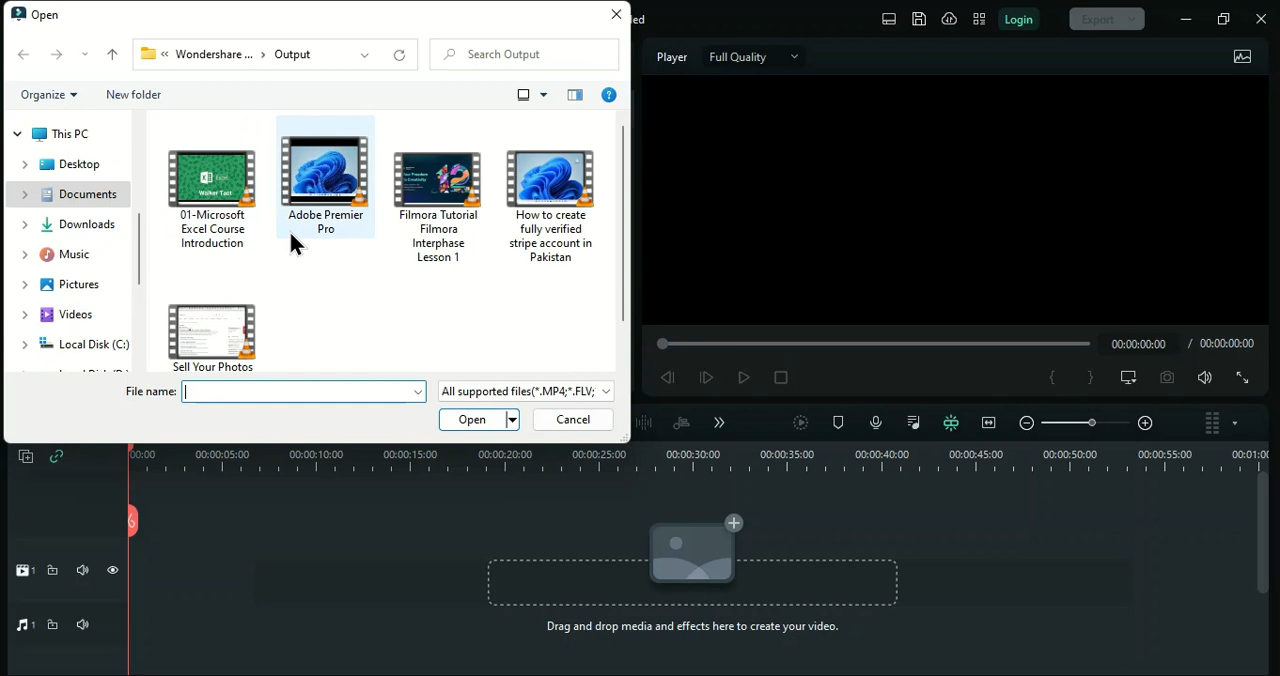 Open
ed
Login
Export
Wondershare ... > Output
Search Output
Player
Full Quality
Organize
New folder
This PC
Desktop
Documents
Downloads
Music
Pictures
Videos
Local Disk (C:)
Excel
01-Microsoft
Excel Course
Introduction
Adobe Premier
Pro
Filmora Tutorial
Filmora
Interphase
Lesson 1
How to create
fully verified
stripe account in
Pakistan
Sell Your Photos
File name:
All supported files(*.MP4;*.FLV;
Open
Cancel
00:00:00:00 / 00:00:00:00
{ }
00:00
00:00:05:00
00:00:10:00
00:00:15:00
00:00:20:00
00:00:25:00
00:00:30:00
00:00:35:00
00:00:40:00
00:00:45:00
00:00:50:00
00:00:55:00
00:01:0
1
1
Drag and drop media and effects here to create your video.